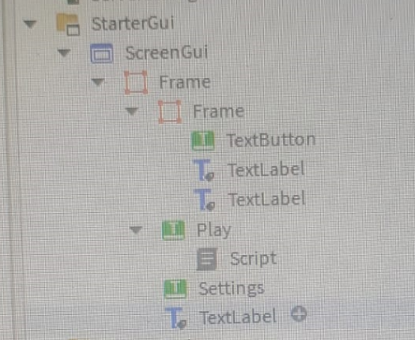 StarterGui
ScreenGui
Frame
Frame
TextButton
TextLabel
TextLabel
Play
Script
Settings
TextLabel